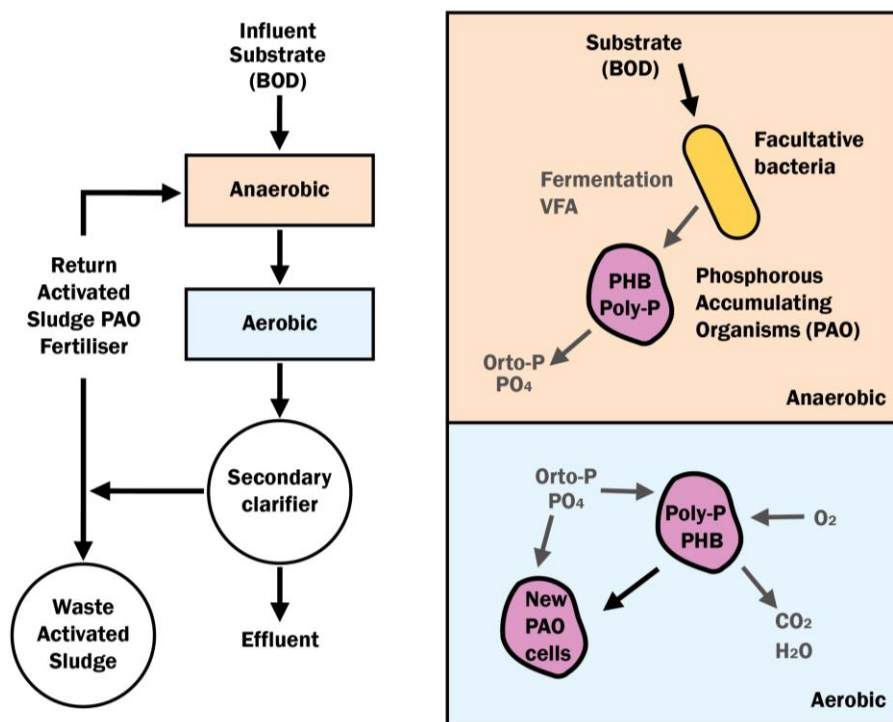 Influent
Substrate
(BOD)
Anaerobic
Return
Activated
Sludge PAO
Fertiliser
Aerobic
Secondary
clarifier
Waste
Activated
Sludge
Effluent
Substrate
(BOD)
Facultative
bacteria
Fermentation
VFA
PHB
Poly-P
Phosphorous
Accumulating
Organisms (PAO)
Orto-P
PO₄
Anaerobic
Orto-P
PO₄
Poly-P
PHB
O₂
New
PAO
cells
CO₂
H₂O
Aerobic